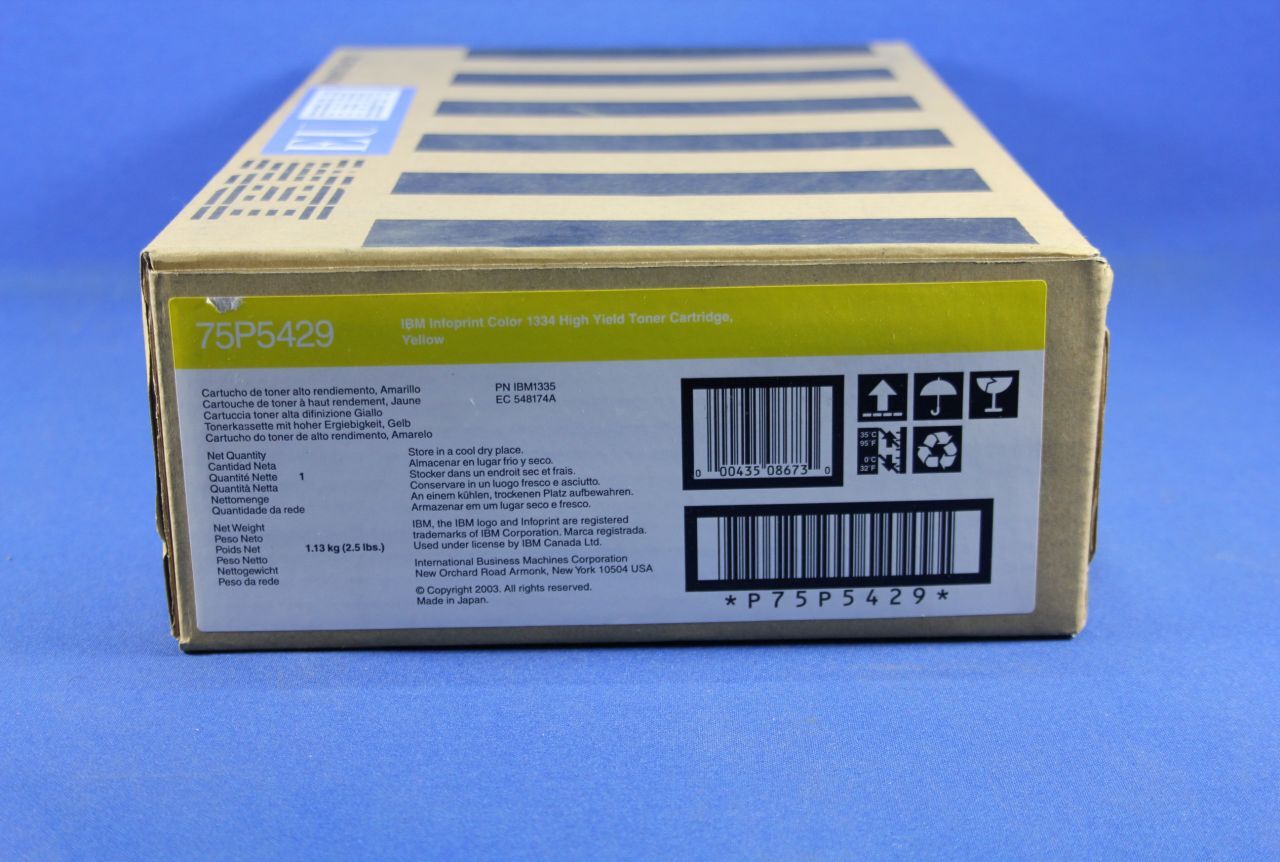 EU
IBM
75P5429
IBM Infoprint Color 1334 High Yield Toner Cartridge,
Yellow
Cartucho de toner alto rendiemento, Amarillo
Cartouche de toner à haut rendement, Jaune
Cartuccia toner alta difinizione Giallo
Tonerkassette mit hoher Ergiebigkeit, Gelb
Cartucho do toner de alto rendimento, Amarelo
PN IBM1335
EC 548174A
Net Quantity
Cantidad Neta
Quantité Nette 1
Quantità Netta
Nettomenge
Quantidade da rede
Net Weight
Peso Neto
Poids Net 1.13 kg (2.5 lbs.)
Peso Netto
Nettogewicht
Peso da rede
Store in a cool dry place.
Almacenar en lugar frio y seco.
Stocker dans un endroit sec et frais.
Conservare in un luogo fresco e asciutto.
An einem kühlen, trockenen Platz aufbewahren.
Armazenar em um lugar seco e fresco.
IBM, the IBM logo and Infoprint are registered
trademarks of IBM Corporation. Marca registrada.
Used under license by IBM Canada Ltd.
International Business Machines Corporation
New Orchard Road Armonk, New York 10504 USA
© Copyright 2003. All rights reserved.
Made in Japan.
0 00435 08673 0
35°C
95°F
0°C
32°F
*P75P5429*